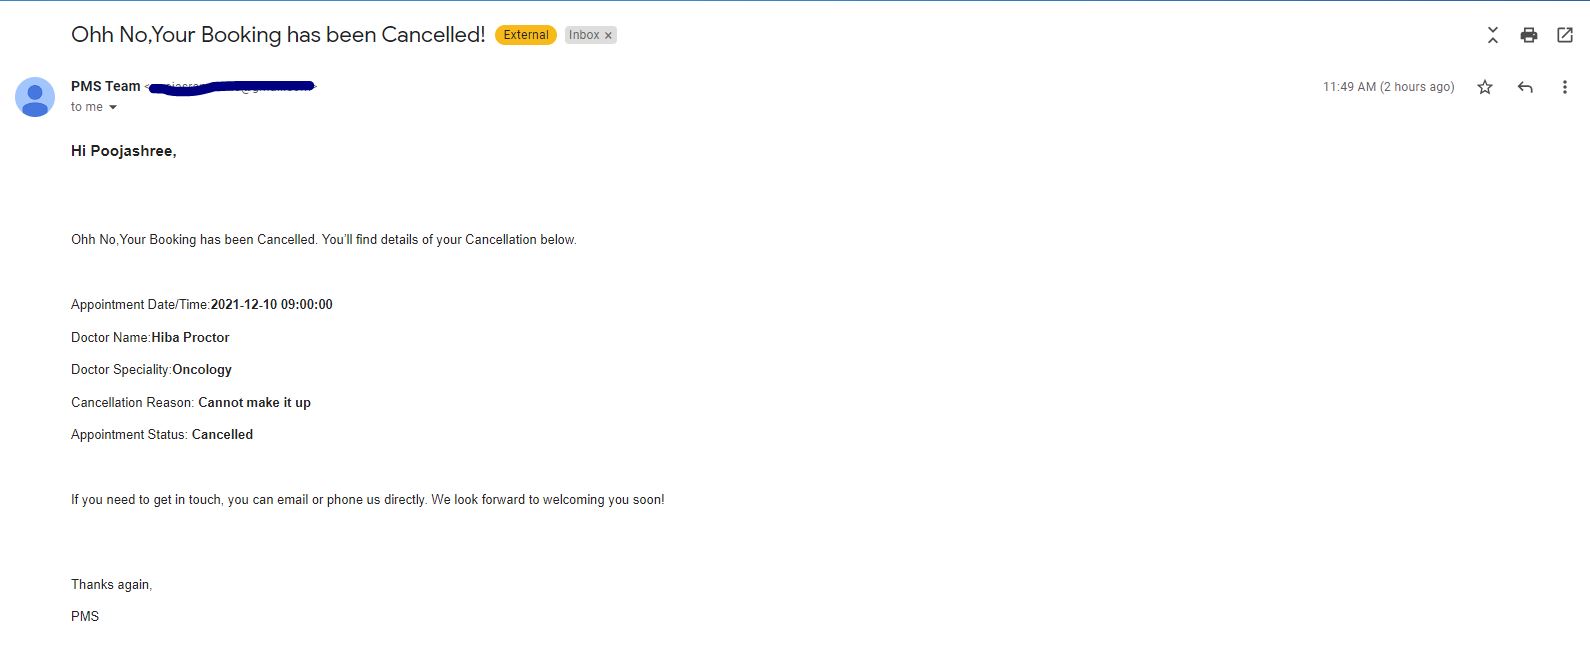 Ohh No,Your Booking has been Cancelled! External Inbox ×
PMS Team 11:49 AM (2 hours ago)
to me
Hi Poojashree,
Ohh No,Your Booking has been Cancelled. You'll find details of your Cancellation below.
Appointment Date/Time:2021-12-10 09:00:00
Doctor Name:Hiba Proctor
Doctor Speciality:Oncology
Cancellation Reason: Cannot make it up
Appointment Status: Cancelled
If you need to get in touch, you can email or phone us directly. We look forward to welcoming you soon!
Thanks again,
PMS